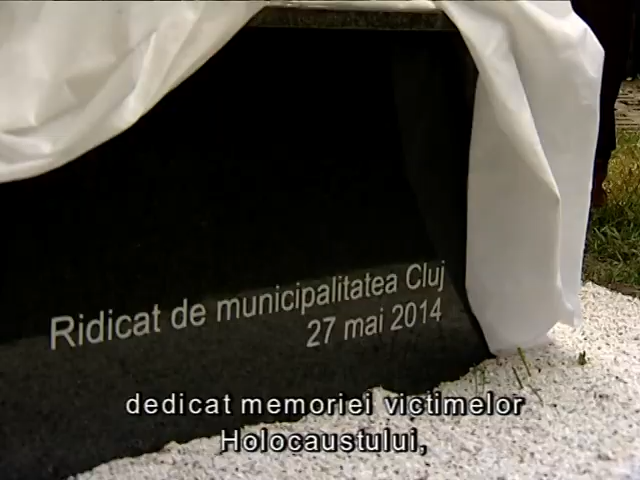 Ridicat de municipalitatea Cluj
27 mai 2014
dedicat memoriei victimelor
Holocaustului,